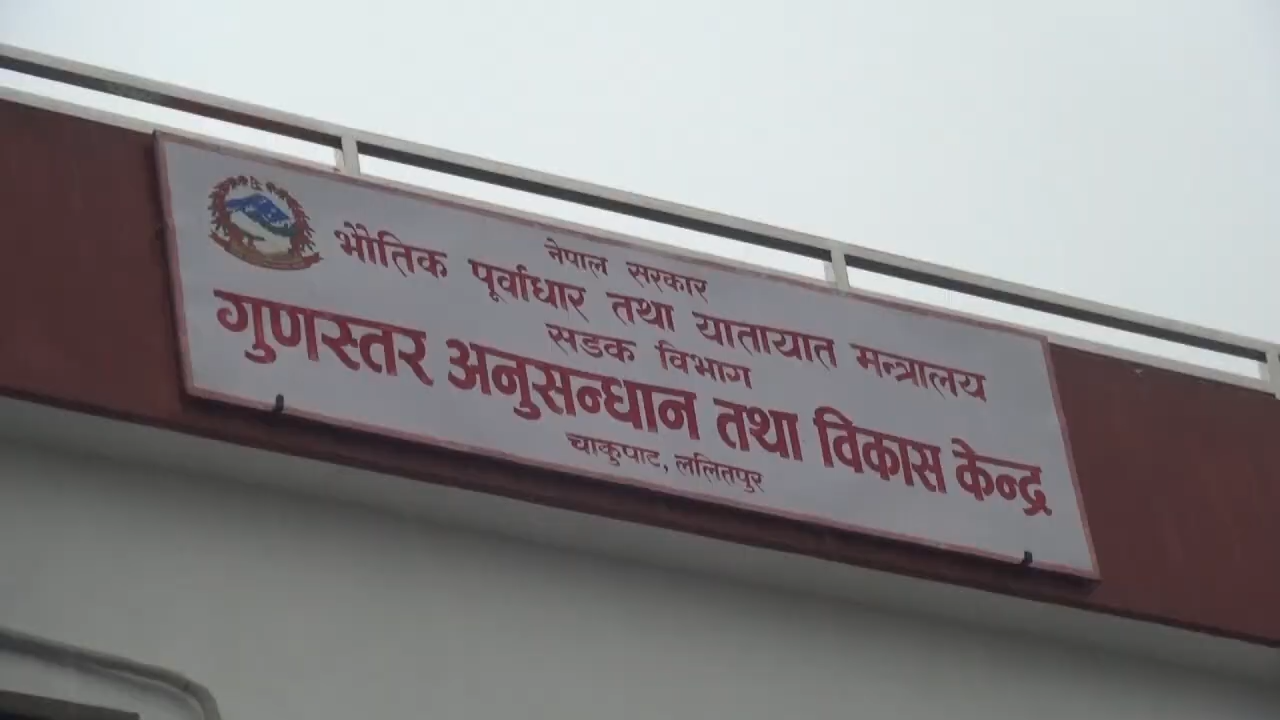 नेपाल सरकार
भौतिक पूर्वाधार तथा यातायात मन्त्रालय
सडक विभाग
गुणस्तर अनुसन्धान तथा विकास केन्द्र
चाकुपाट, ललितपुर